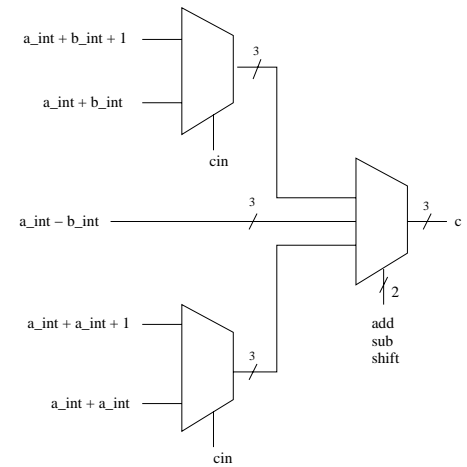 a_int + b_int + 1
3
a_int + b_int
cin
3
a_int − b_int
3
c
2
add
sub
shift
a_int + a_int + 1
3
a_int + a_int
cin